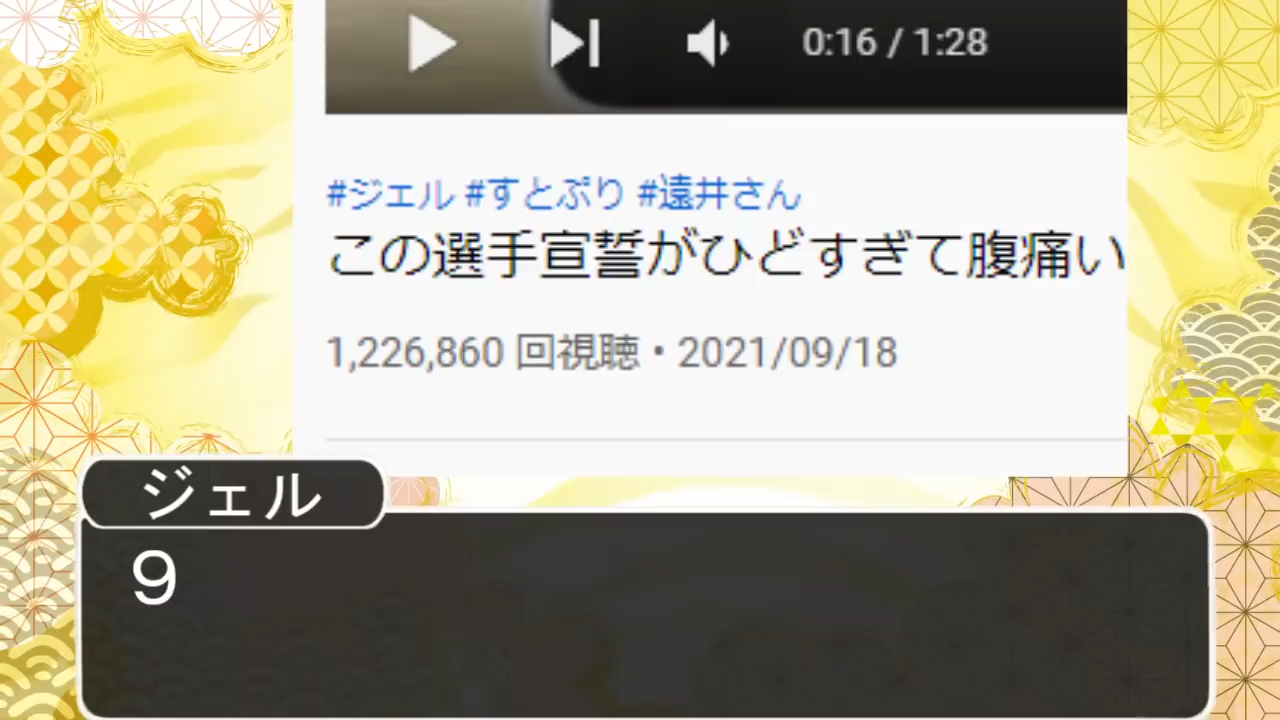 0:16 / 1:28
#ジェル #すとぷり #遠井さん
この選手宣誓がひどすぎて腹痛い
1,226,860 回視聴・2021/09/18
ジェル
9